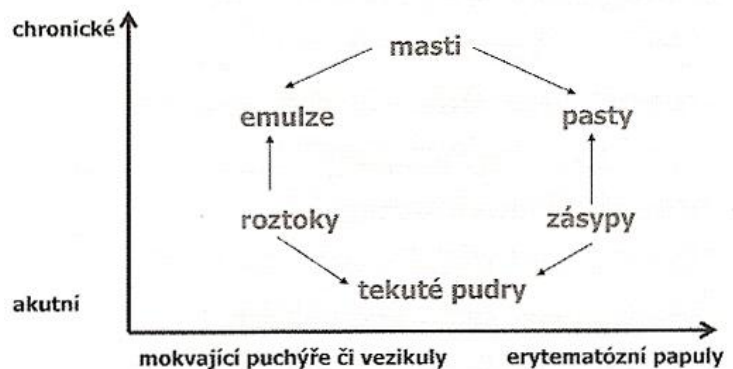 chronické
masti
emulze
pasty
roztoky
zásypy
tekuté pudry
akutní
mokvající puchýře či vezikuly
erytematózní papuly